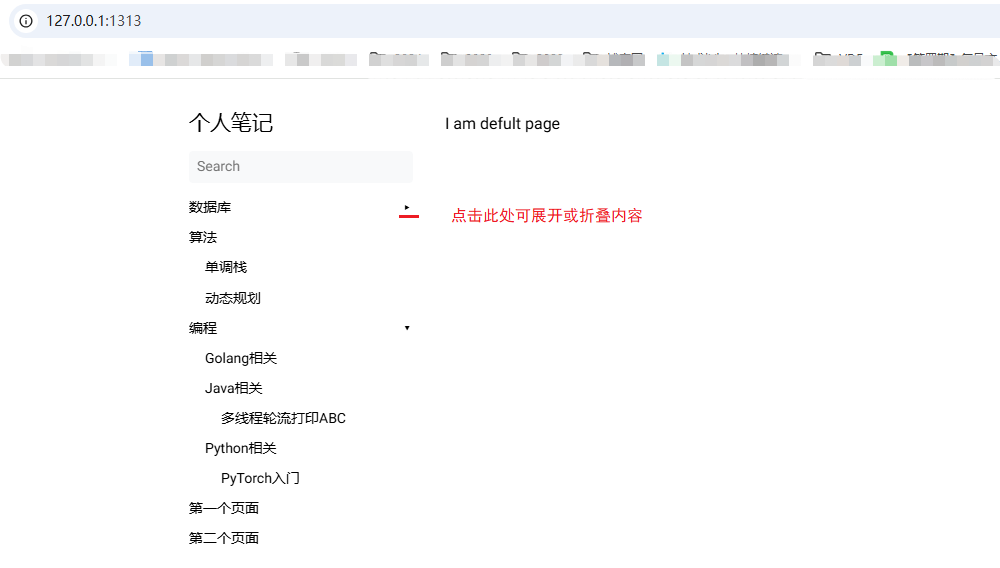 127.0.0.1:1313
个人笔记
I am defult page
Search
数据库
点击此处可展开或折叠内容
算法
单调栈
动态规划
编程
Golang相关
Java相关
多线程轮流打印ABC
Python相关
PyTorch入门
第一个页面
第二个页面